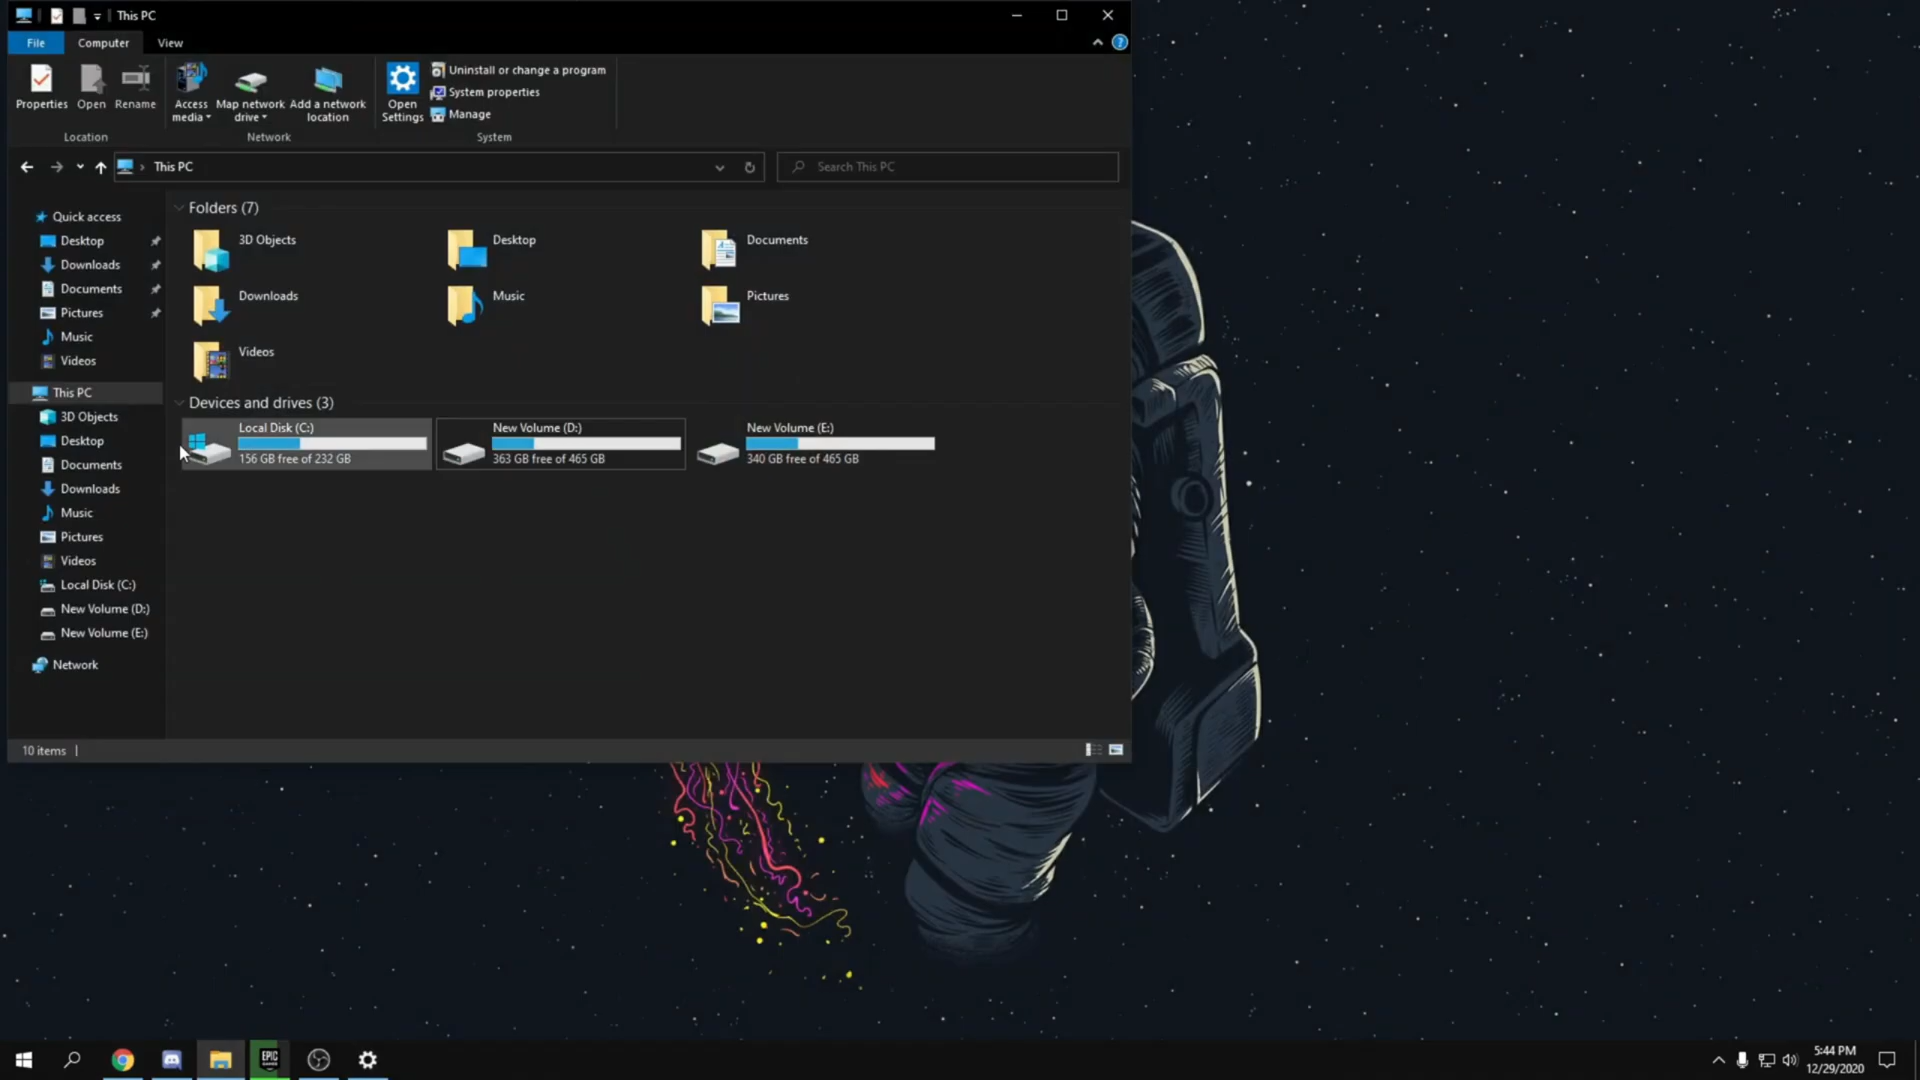 This PC
File
Computer
View
Properties
Open
Rename
Access media
Map network drive
Add a network location
Open Settings
Uninstall or change a program
System properties
Manage
Location
Network
System
This PC
Search This PC
Quick access
Desktop
Downloads
Documents
Pictures
Music
Videos
This PC
3D Objects
Desktop
Documents
Downloads
Music
Pictures
Videos
Local Disk (C:)
New Volume (D:)
New Volume (E:)
Network
Folders (7)
3D Objects
Desktop
Documents
Downloads
Music
Pictures
Videos
Devices and drives (3)
Local Disk (C:)
156 GB free of 232 GB
New Volume (D:)
363 GB free of 465 GB
New Volume (E:)
340 GB free of 465 GB
10 items
EPIC
GAMES
5:44 PM
12/29/2020